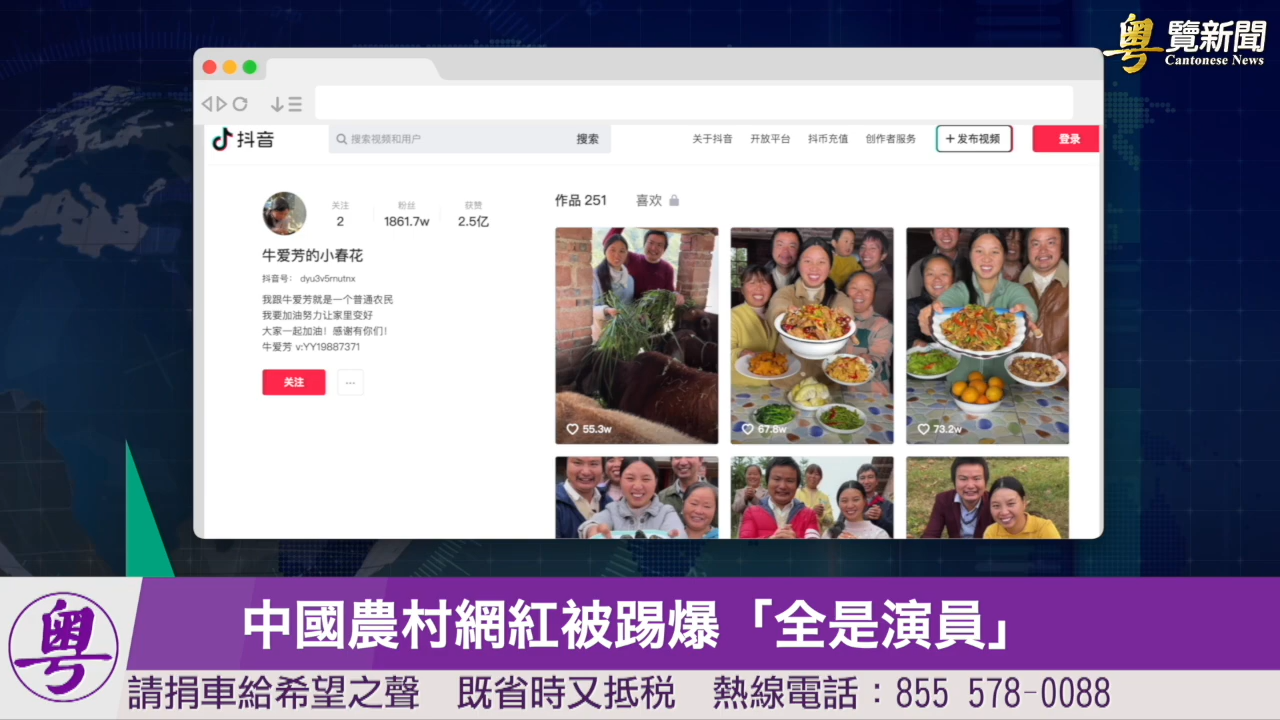 粤
覽新聞
Cantonese News
抖音
搜索视频和用户
搜索
关于抖音
开放平台
抖币充值
创作者服务
+发布视频
登录
关注
2
粉丝
1861.7w
获赞
2.5亿
牛爱芳的小春花
抖音号： dyu3v5mutnx
我跟牛爱芳就是一个普通农民
我要加油努力让家里变好
大家一起加油！感谢有你们！
牛爱芳 v:YY19887371
关注
...
作品 251
喜欢
55.3w
67.8w
73.2w
粤
中國農村網紅被踢爆「全是演員」
請捐車給希望之聲 既省時又抵税 熱線電話：855 578-0088